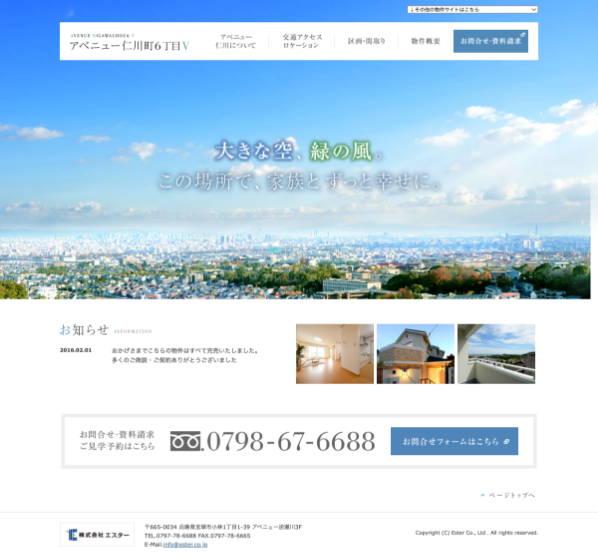 ↓その他の物件サイトはこちら
アベニュー仁川町6丁目V
アベニュー
仁川について
交通アクセス
ロケーション
区画・間取り
物件概要
お問合せ・資料請求
大きな空、緑の風。
この場所で、家族とずっと幸せに。
お知らせ INFORMATION
2016.02.01 おかげさまでこちらの物件はすべて完売いたしました。
多くのご商談・ご契約ありがとうございました
お問合せ・資料請求
ご見学予約はこちら
0798-67-6688
お問合せフォームはこちら
ページトップへ
株式会社 エスター
〒665-0034 兵庫県宝塚市小林1丁目1-39 アベニュー逆瀬川3F
TEL.0797-78-6688 FAX.0797-78-6665
E-Mail.info@ester.co.jp
Copyright (C) Ester Co., Ltd. All rights reserved.